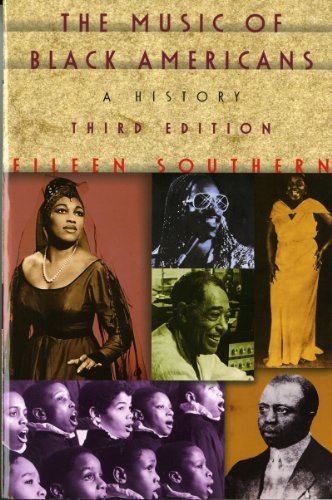 THE MUSIC OF
BLACK AMERICANS
A HISTORY
THIRD EDITION
EILEEN SOUTHERN